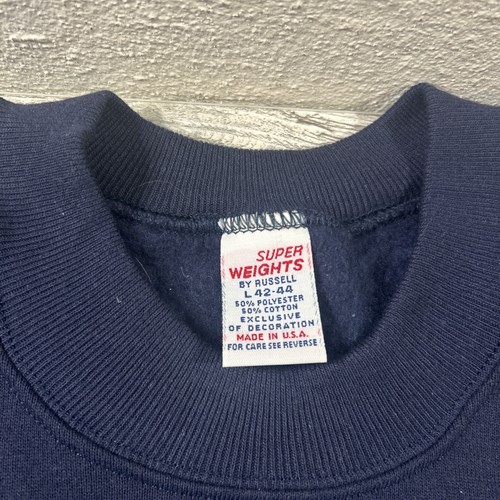 SUPER
WEIGHTS
BY RUSSELL
L 42-44
50% POLYESTER
50% COTTON
EXCLUSIVE
OF DECORATION
MADE IN U.S.A.
FOR CARE SEE REVERSE